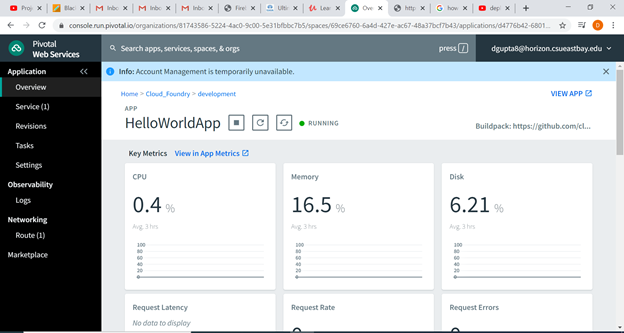 Proj
Blac
Inbo
Inbo
Inbo
Fire
Ulti
Lear
Ove
http
how
dep
console.run.pivotal.io/organizations/81743586-5224-4ac0-9c00-5e31bfbbc7b5/spaces/69ce6760-6a4d-427e-ac67-48a37bcf7b43/applications/d4776b42-6801...
D
Pivotal
Web Services
Search apps, services, spaces, & orgs
press /
dgupta8@horizon.csueastbay.edu
Application
Overview
Service (1)
Revisions
Tasks
Settings
Observability
Logs
Networking
Route (1)
Marketplace
Info: Account Management is temporarily unavailable.
Home > Cloud_Foundry > development
VIEW APP
APP
HelloWorldApp
RUNNING
Buildpack: https://github.com/cl...
Key Metrics View in App Metrics
CPU
0.4 %
Avg. 3 hrs
100
80
60
40
20
0
Memory
16.5 %
Avg. 3 hrs
100
80
60
40
20
0
Disk
6.21 %
Avg. 3 hrs
100
80
60
40
20
0
Request Latency
No data to display
Request Rate
Request Errors